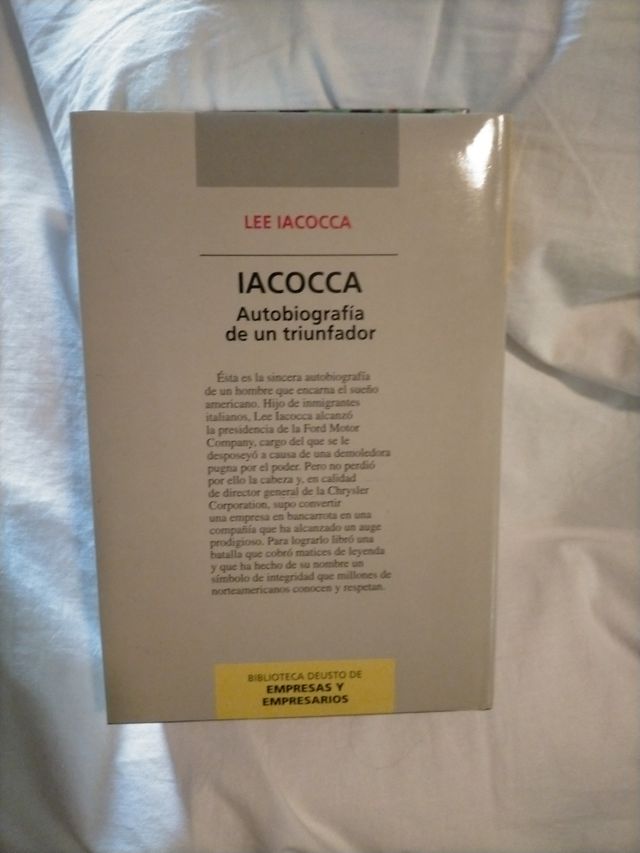 LEE IACOCCA
IACOCCA
Autobiografía
de un triunfador
Ésta es la sincera autobiografía
de un hombre que encarna el sueño
americano. Hijo de inmigrantes
italianos, Lee Iacocca alcanzó
la presidencia de la Ford Motor
Company, cargo del que se le
desposeyó a causa de una demoledora
pugna por el poder. Pero no perdió
por ello la cabeza y, en calidad
de director general de la Chrysler
Corporation, supo convertir
una empresa en bancarrota en una
compañía que ha alcanzado un auge
prodigioso. Para lograrlo libró una
batalla que cobró matices de leyenda
y que ha hecho de su nombre un
símbolo de integridad que millones de
norteamericanos conocen y respetan.
BIBLIOTECA DEUSTO DE
EMPRESAS Y
EMPRESARIOS